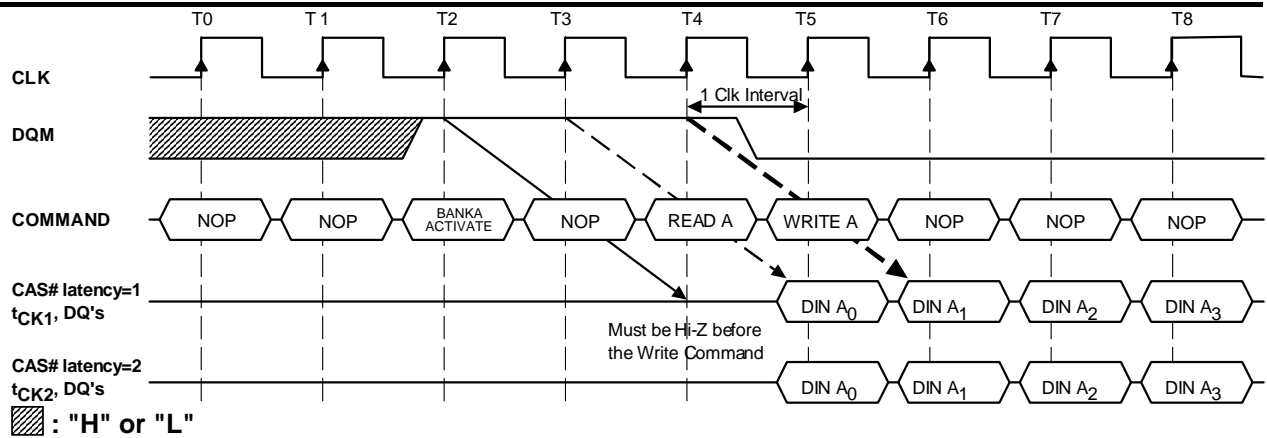 T0 T1 T2 T3 T4 T5 T6 T7 T8
CLK
1 Clk Interval
DQM
COMMAND NOP NOP BANKA ACTIVATE NOP READ A WRITE A NOP NOP NOP
CAS# latency=1
tCK1, DQ's DIN A0 DIN A1 DIN A2 DIN A3
Must be Hi-Z before
the Write Command
CAS# latency=2
tCK2, DQ's DIN A0 DIN A1 DIN A2 DIN A3
: "H" or "L"